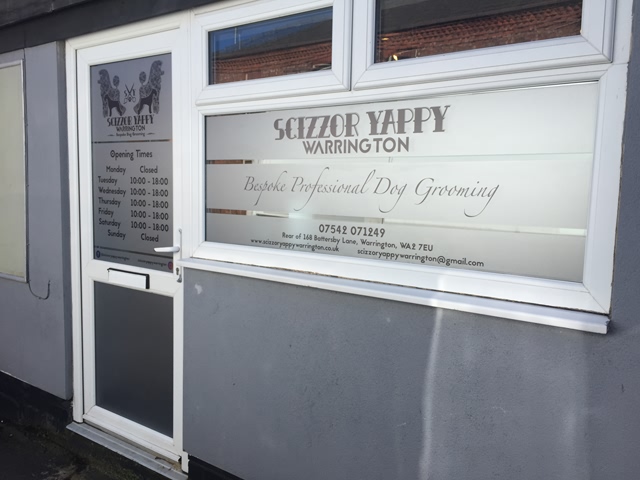 SCIZZOR YAPPY
WARRINGTON
Bespoke Dog Grooming
Opening Times
Monday Closed
Tuesday 10:00 - 18:00
Wednesday 10:00 - 18:00
Thursday 10:00 - 18:00
Friday 10:00 - 18:00
Saturday 10:00 - 18:00
Sunday Closed
SCIZZOR YAPPY
WARRINGTON
Bespoke Professional Dog Grooming
07542 071249
Rear of 168 Battersby Lane, Warrington, WA2 7EU
www.scizzoryappywarrington.co.uk scizzoryappywarrington@gmail.com